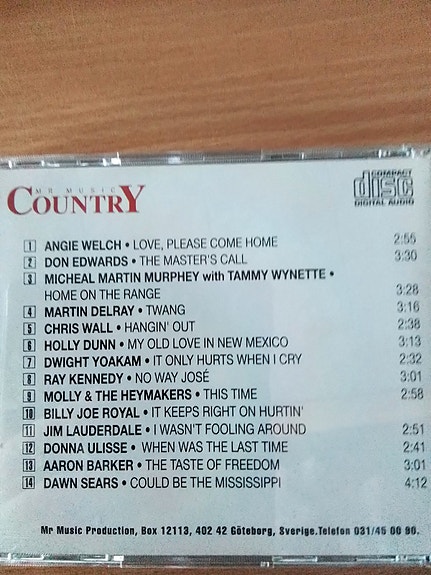 MR MUSIC
COUNTRY
COMPACT
disc
DIGITAL AUDIO
1 ANGIE WELCH • LOVE, PLEASE COME HOME 2:55
2 DON EDWARDS • THE MASTER'S CALL 3:30
3 MICHEAL MARTIN MURPHEY with TAMMY WYNETTE •
HOME ON THE RANGE 3:28
4 MARTIN DELRAY • TWANG 3:16
5 CHRIS WALL • HANGIN' OUT 2:38
6 HOLLY DUNN • MY OLD LOVE IN NEW MEXICO 3:13
7 DWIGHT YOAKAM • IT ONLY HURTS WHEN I CRY 2:32
8 RAY KENNEDY • NO WAY JOSÉ 3:01
9 MOLLY & THE HEYMAKERS • THIS TIME 2:58
10 BILLY JOE ROYAL • IT KEEPS RIGHT ON HURTIN'
11 JIM LAUDERDALE • I WASN'T FOOLING AROUND 2:51
12 DONNA ULISSE • WHEN WAS THE LAST TIME 2:41
13 AARON BARKER • THE TASTE OF FREEDOM 3:01
14 DAWN SEARS • COULD BE THE MISSISSIPPI 4:12
Mr Music Production, Box 12113, 402 42 Göteborg, Sverige.Telefon 031/45 00 90.